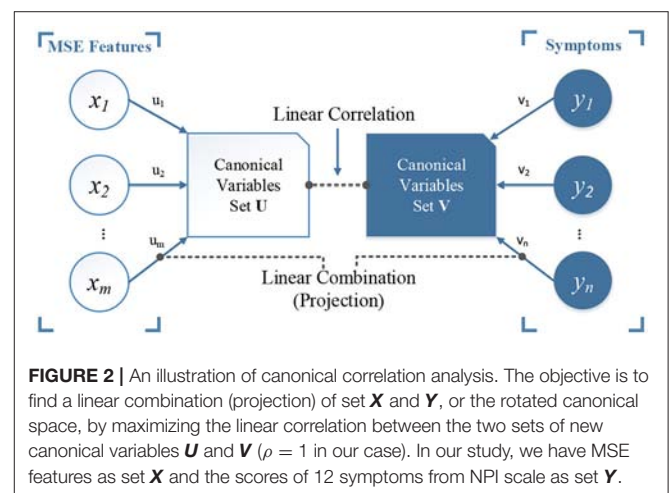 MSE Features
Symptoms
x1
u1
v1
y1
Linear Correlation
x2
u2
Canonical
Variables
Set U
Canonical
Variables
Set V
v2
y2
⋮
um
vn
⋮
xm
Linear Combination
(Projection)
yn
FIGURE 2 | An illustration of canonical correlation analysis. The objective is to
find a linear combination (projection) of set X and Y, or the rotated canonical
space, by maximizing the linear correlation between the two sets of new
canonical variables U and V (ρ = 1 in our case). In our study, we have MSE
features as set X and the scores of 12 symptoms from NPI scale as set Y.